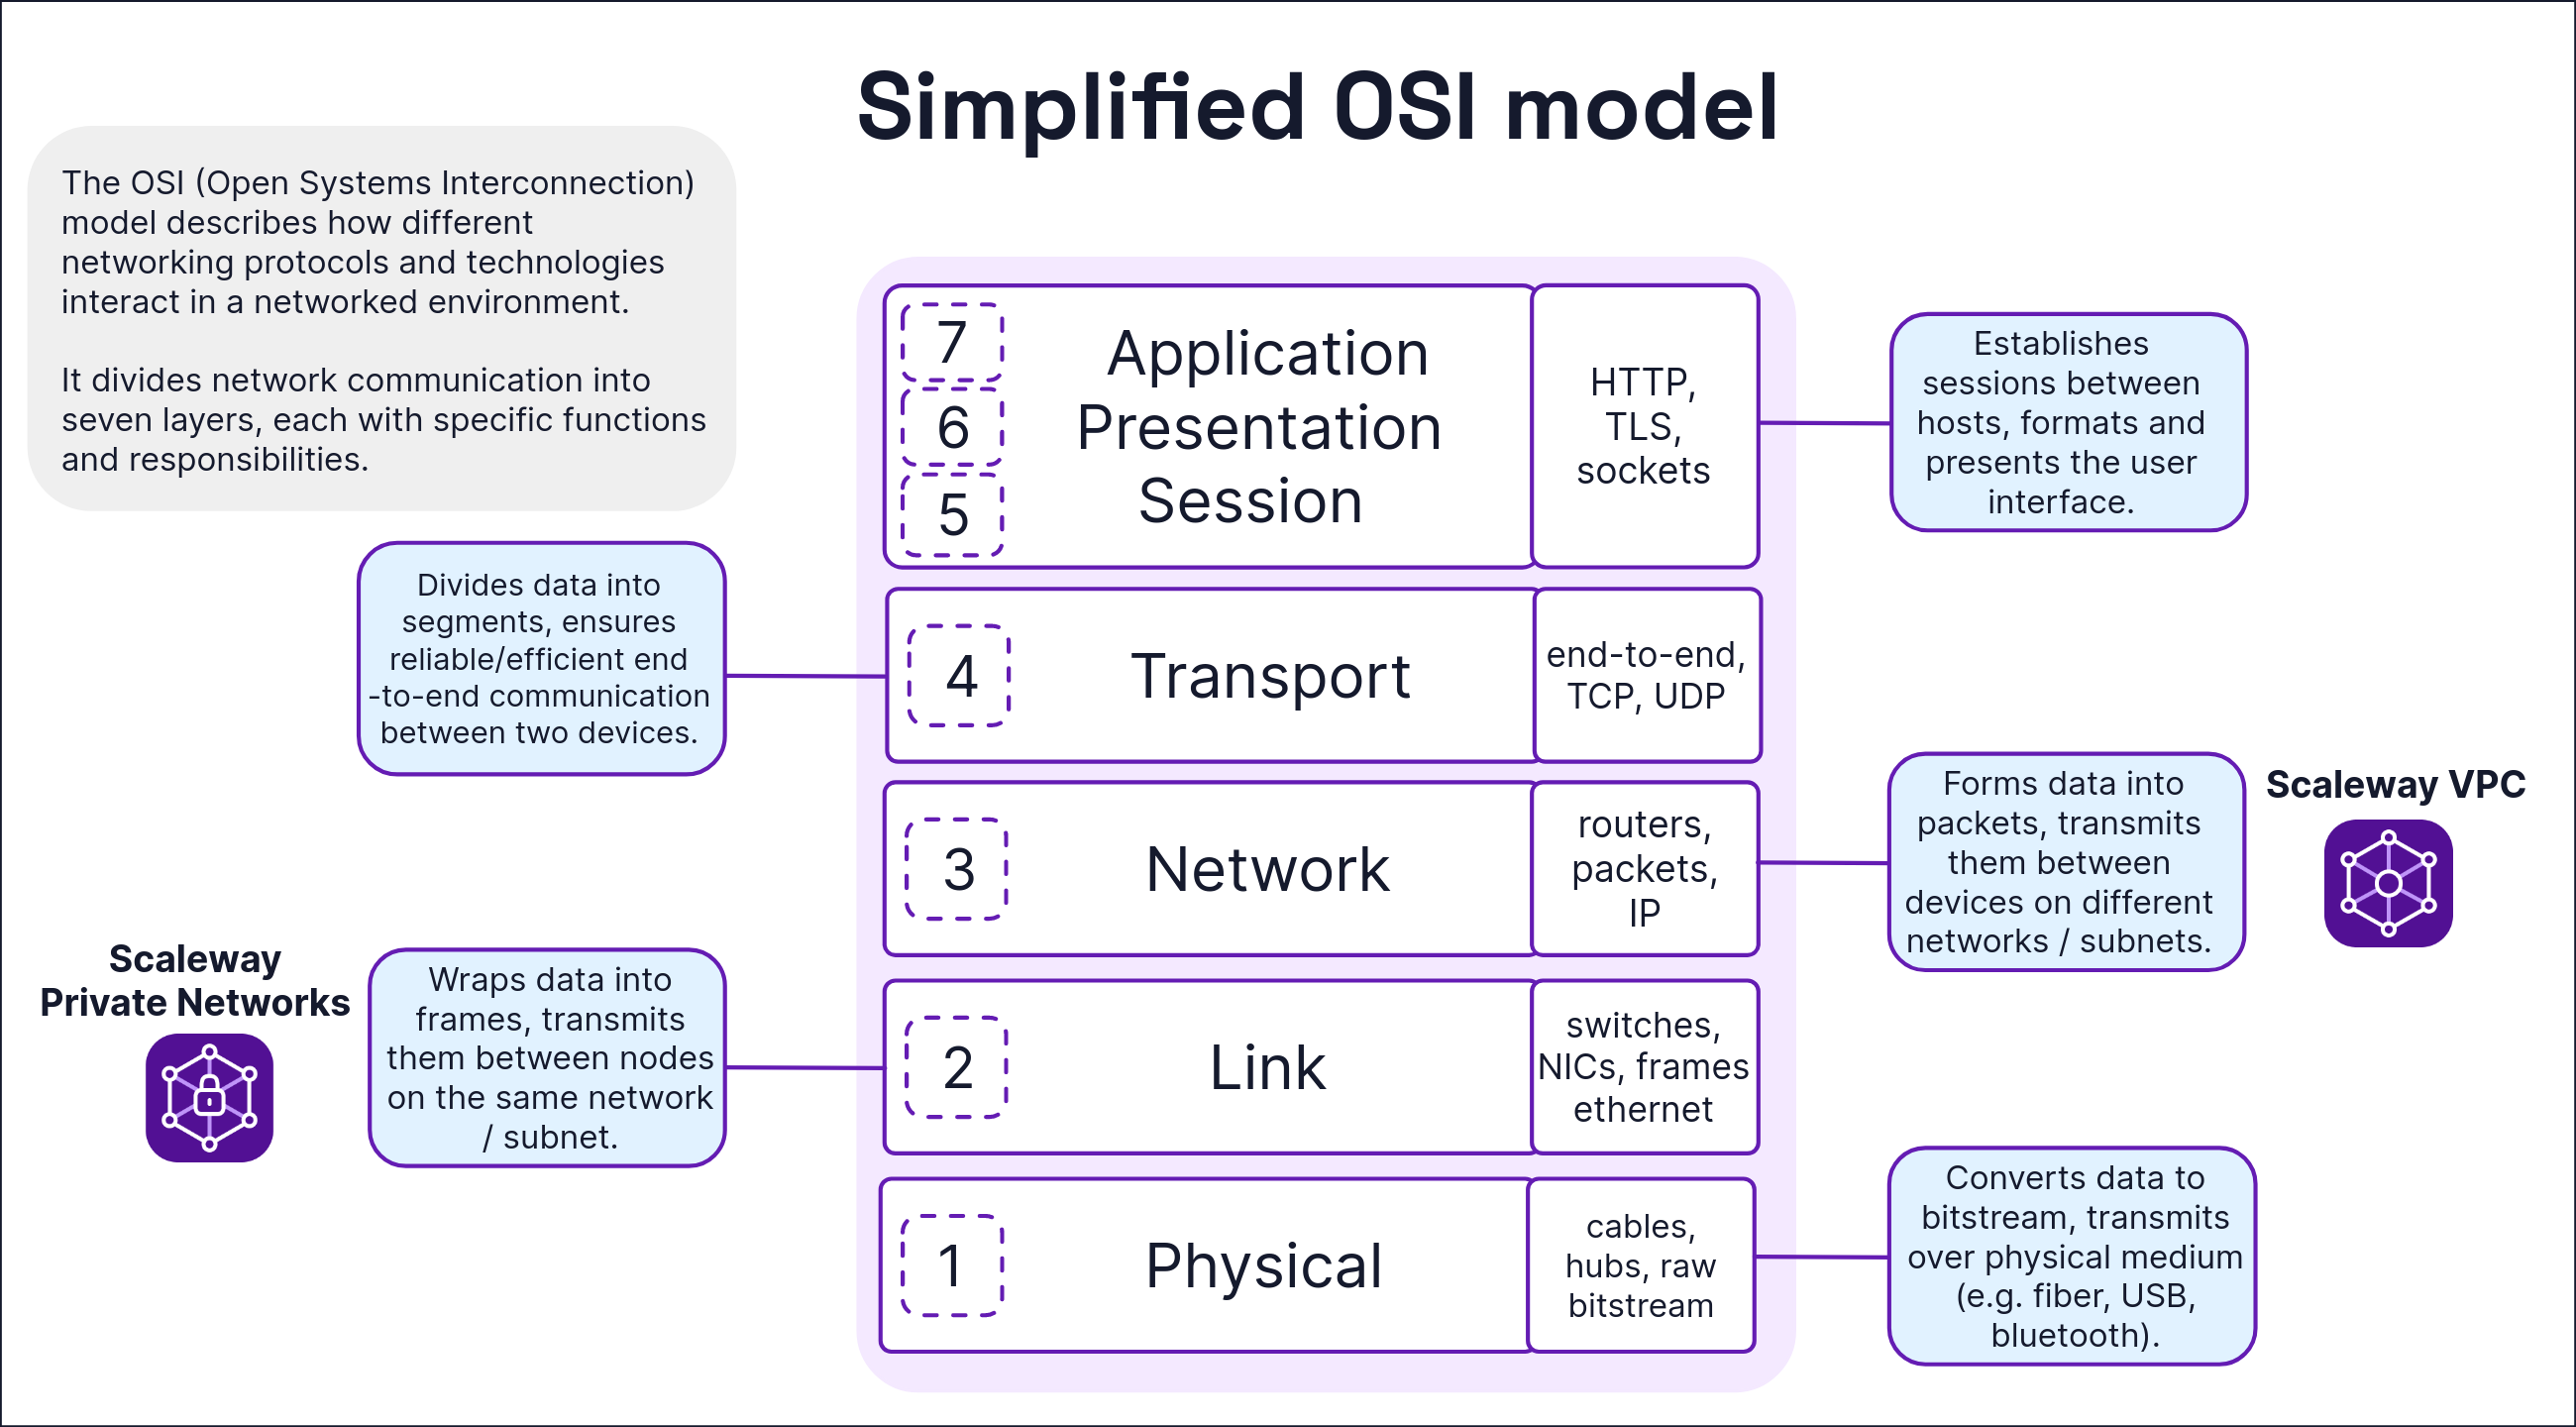 Simplified OSI model
The OSI (Open Systems Interconnection)
model describes how different
networking protocols and technologies
interact in a networked environment.
It divides network communication into
seven layers, each with specific functions
and responsibilities.
7
Application
6
Presentation
5
Session
HTTP,
TLS,
sockets
Establishes
sessions between
hosts, formats and
presents the user
interface.
Divides data into
segments, ensures
reliable/efficient end
-to-end communication
between two devices.
4
Transport
end-to-end,
TCP, UDP
3
Network
routers,
packets,
IP
Forms data into
packets, transmits
them between
devices on different
networks / subnets.
Scaleway VPC
Scaleway
Private Networks
Wraps data into
frames, transmits
them between nodes
on the same network
/ subnet.
2
Link
switches,
NICs, frames
ethernet
1
Physical
cables,
hubs, raw
bitstream
Converts data to
bitstream, transmits
over physical medium
(e.g. fiber, USB,
bluetooth).